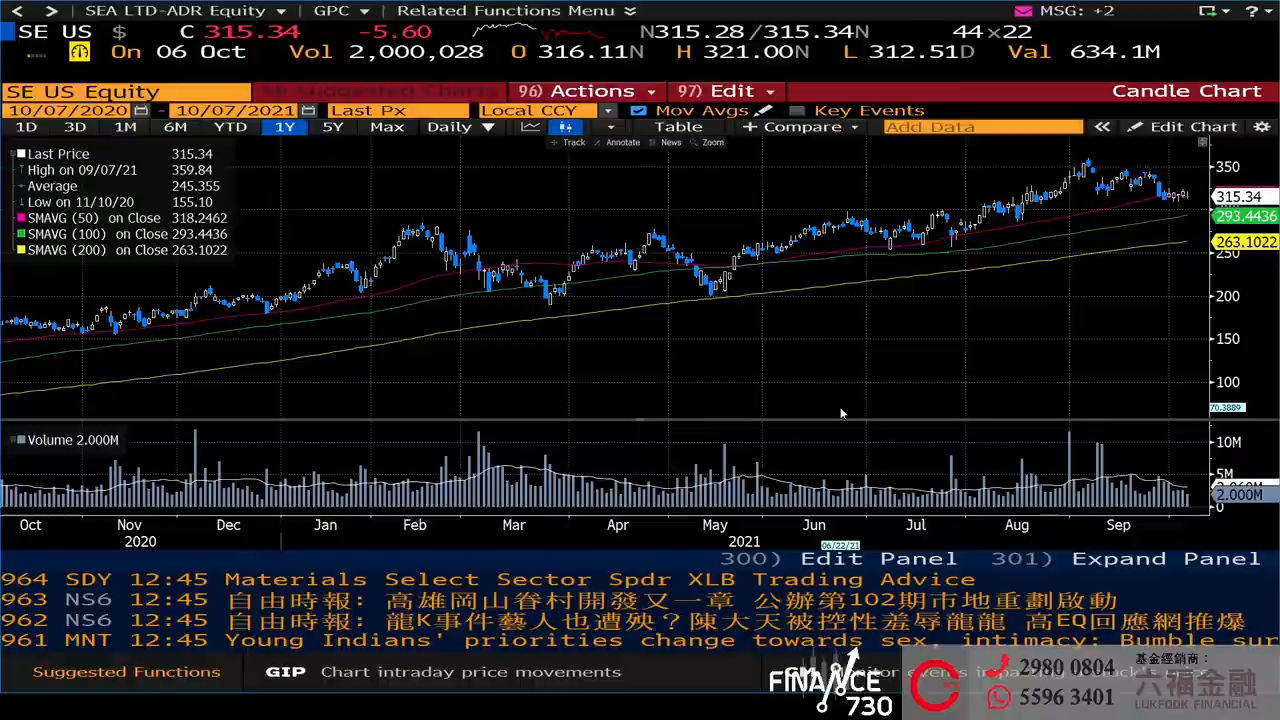 < > SEA LTD-ADR Equity GPC Related Functions Menu MSG: +2 ?
SE US $ C 315.34 -5.60 N315.28/315.34N 44×22
On 06 Oct Vol 2,000,028 O 316.11N H 321.00N L 312.51D Val 634.1M
SE US Equity 96) Actions 97) Edit Candle Chart
10/07/2020 - 10/07/2021 Last Px Local CCY Mov Avgs Key Events
1D 3D 1M 6M YTD 1Y 5Y Max Daily Table + Compare Add Data « Edit Chart
Track Annotate News Zoom
Last Price 315.34
High on 09/07/21 359.84
Average 245.355
Low on 11/10/20 155.10
SMAVG (50) on Close 318.2462
SMAVG (100) on Close 293.4436
SMAVG (200) on Close 263.1022
350
315.34
293.4436
263.1022
250
200
150
100
70.3889
Volume 2.000M
10M
5M
2.000M
0
Oct Nov Dec Jan Feb Mar Apr May Jun Jul Aug Sep
2020 2021 06/22/21
300) Edit Panel 301) Expand Panel
964 SDY 12:45 Materials Select Sector Spdr XLB Trading Advice
963 NS6 12:45 自由時報: 高雄岡山眷村開發又一章 公辦第102期市地重劃啟動
962 NS6 12:45 自由時報: 龍K事件藝人也遭殃？陳大天被控性羞辱龍龍 高EQ回應網推爆
961 MNT 12:45 Young Indians' priorities change towards sex, intimacy: Bumble sur
Suggested Functions GIP Chart intraday price movements
FINANCE 730
2980 0804
5596 3401
基金經銷商：
六福金融
LUKFOOK FINANCIAL